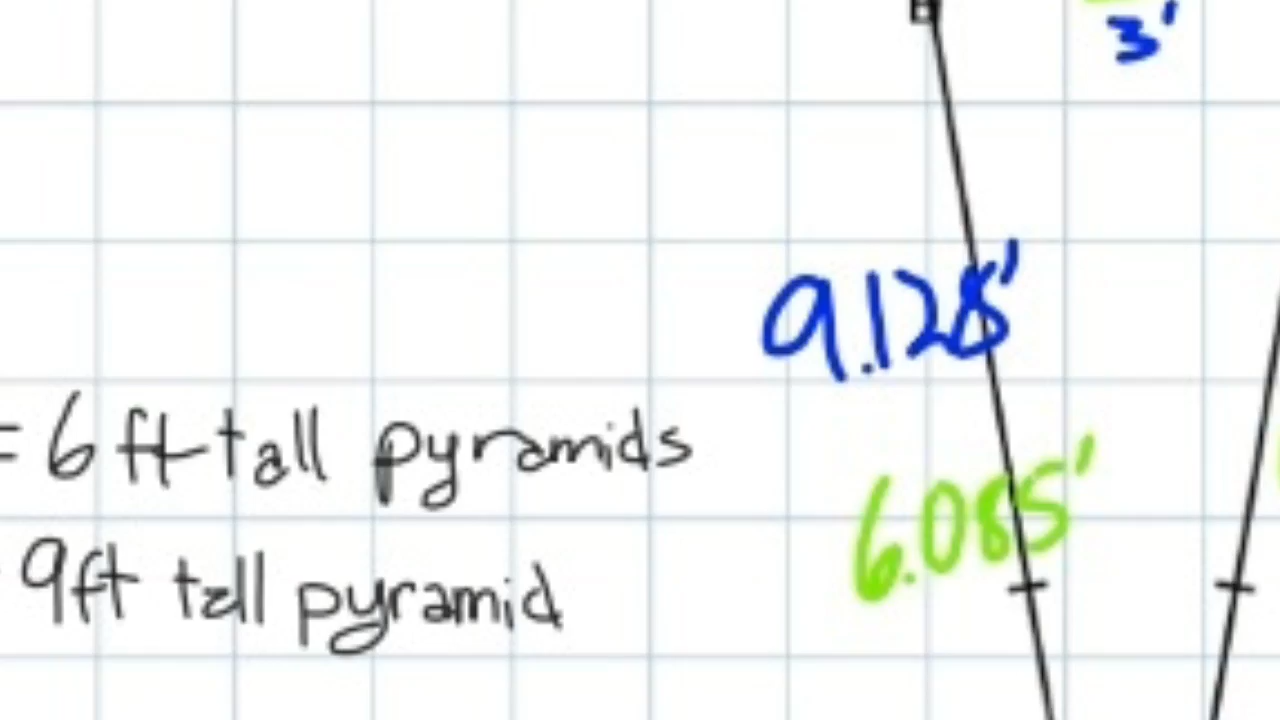 3'
9.128'
= 6 ft tall pyramids
6.085'
9ft tall pyramid